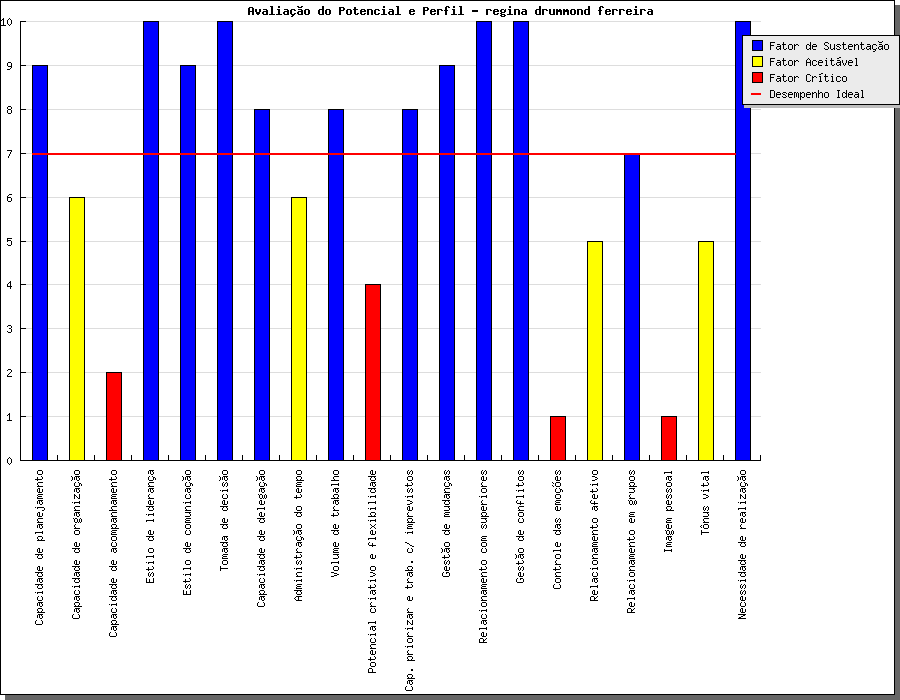 Avaliação do Potencial e Perfil - regina drummond ferreira
Fator de Sustentação
Fator Aceitável
Fator Crítico
Desempenho Ideal
10
9
8
7
6
5
4
3
2
1
0
Capacidade de planejamento
Capacidade de organização
Capacidade de acompanhamento
Estilo de liderança
Estilo de comunicação
Tomada de decisão
Capacidade de delegação
Administração do tempo
Volume de trabalho
Potencial criativo e flexibilidade
Cap. priorizar e trab. c/ imprevistos
Gestão de mudanças
Relacionamento com superiores
Gestão de conflitos
Controle das emoções
Relacionamento afetivo
Relacionamento em grupos
Imagem pessoal
Tônus vital
Necessidade de realização